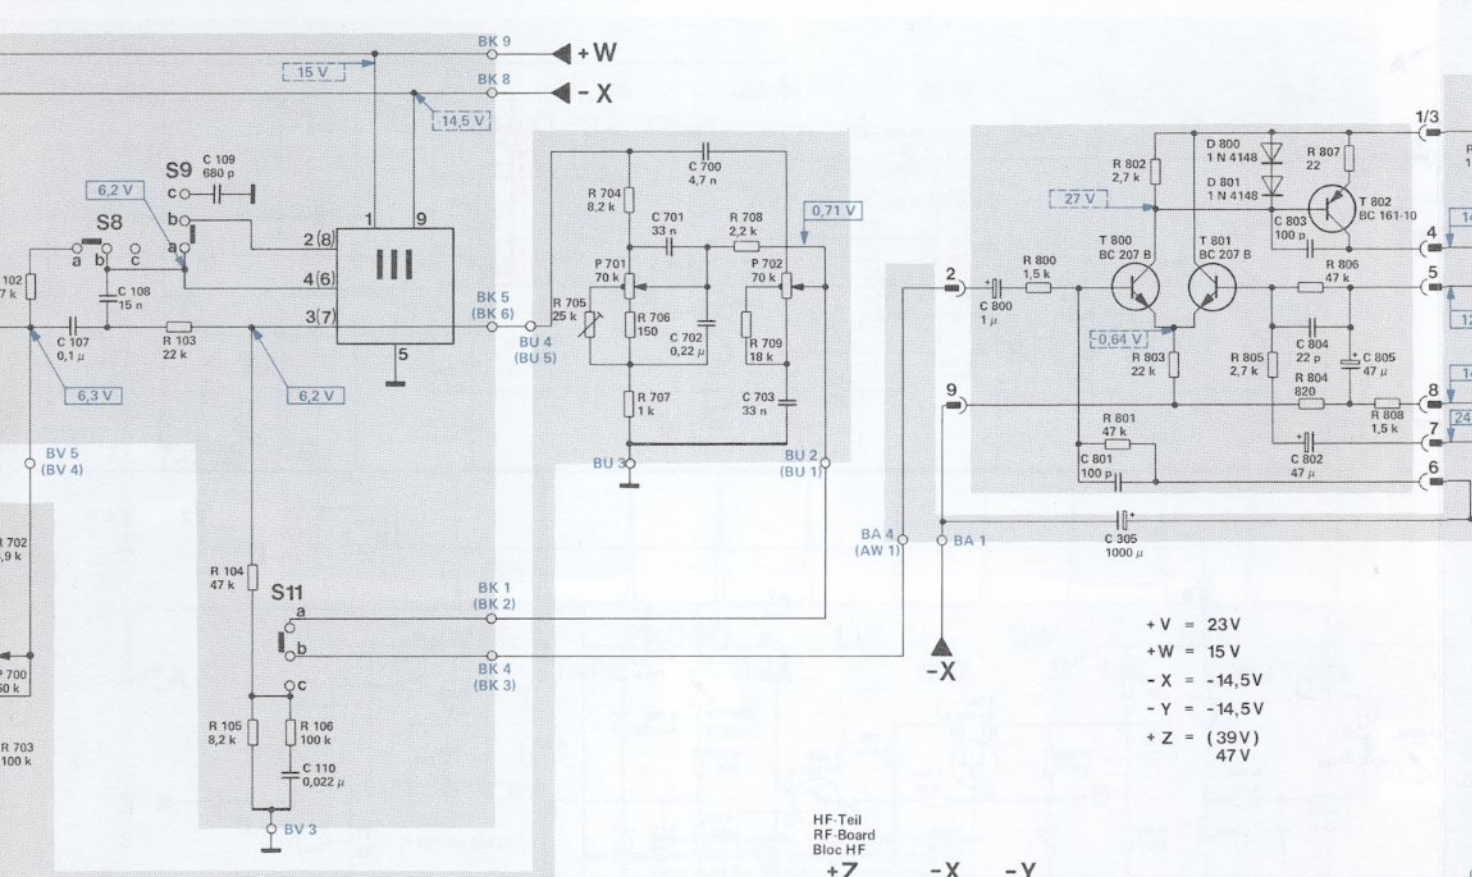 BK 9
+W
15 V
BK 8
- X
14,5 V
1/3
S9
C 109
680 p
c
6,2 V
S8
b
a
a
b
c
C 108
15 n
C 107
0,1 µ
R 103
22 k
6,3 V
6,2 V
102
7 k
1
9
2(8)
4(6)
3(7)
5
BK 5
(BK 6)
BU 4
(BU 5)
C 700
4,7 n
R 704
8,2 k
C 701
33 n
R 708
2,2 k
0,71 V
P 701
70 k
P 702
70 k
R 705
25 k
R 706
150
C 702
0,22 µ
R 709
18 k
R 707
1 k
C 703
33 n
BU 3
BU 2
(BU 1)
R 802
2,7 k
D 800
1 N 4148
R 807
22
D 801
1 N 4148
27 V
T 802
BC 161-10
C 803
100 p
4
14
T 800
BC 207 B
T 801
BC 207 B
R 806
47 k
5
2
R 800
1,5 k
C 800
1 µ
12
0,64 V
R 803
22 k
R 805
2,7 k
C 804
22 p
C 805
47 µ
R 804
820
14
9
8
R 808
1,5 k
24
7
R 801
47 k
C 801
100 p
C 802
47 µ
6
BV 5
(BV 4)
BA 4
(AW 1)
BA 1
C 305
1000 µ
R 702
,9 k
R 104
47 k
S11
a
b
c
BK 1
(BK 2)
BK 4
(BK 3)
-X
P 700
50 k
R 703
100 k
R 105
8,2 k
R 106
100 k
C 110
0,022 µ
BV 3
+ V = 23 V
+ W = 15 V
- X = -14,5V
- Y = -14,5V
+ Z = (39V)
47 V
HF-Teil
RF-Board
Bloc HF
+Z
-X
-Y